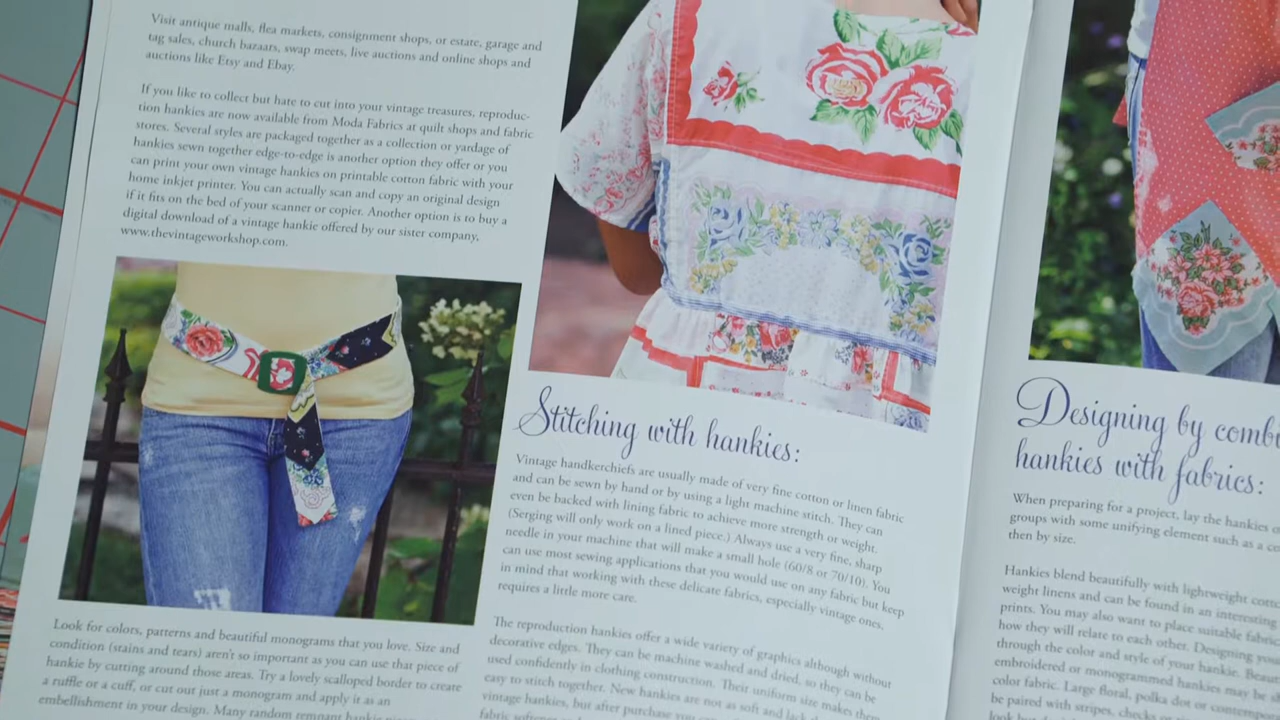 Visit antique malls, flea markets, consignment shops, or estate, garage and
tag sales, church bazaars, swap meets, live auctions and online shops and
auctions like Etsy and Ebay.
If you like to collect but hate to cut into your vintage treasures, reproduc-
tion hankies are now available from Moda Fabrics at quilt shops and fabric
stores. Several styles are packaged together as a collection or yardage of
hankies sewn together edge-to-edge is another option they offer or you
can print your own vintage hankies on printable cotton fabric with your
home inkjet printer. You can actually scan and copy an original design
if it fits on the bed of your scanner or copier. Another option is to buy a
digital download of a vintage hankie offered by our sister company,
www.thevintageworkshop.com.
Look for colors, patterns and beautiful monograms that you love. Size and
condition (stains and tears) aren't so important as you can use that piece of
hankie by cutting around those areas. Try a lovely scalloped border to create
a ruffle or a cuff, or cut out just a monogram and apply it as an
embellishment in your design. Many random remnant hankie
Stitching with hankies:
Vintage handkerchiefs are usually made of very fine cotton or linen fabric
and can be sewn by hand or by using a light machine stitch. They can
even be backed with lining fabric to achieve more strength or weight.
(Serging will only work on a lined piece.) Always use a very fine, sharp
needle in your machine that will make a small hole (60/8 or 70/10). You
can use most sewing applications that you would use on any fabric but keep
in mind that working with these delicate fabrics, especially vintage ones,
requires a little more care.
The reproduction hankies offer a wide variety of graphics although without
decorative edges. They can be machine washed and dried, so they can be
used confidently in clothing construction. Their uniform size makes them
easy to stitch together. New hankies are not as soft and lack
vintage hankies, but after purchase you
fabric softener
Designing by combi
hankies with fabrics:
When preparing for a project, lay the hankies
groups with some unifying element such as a
then by size.
Hankies blend beautifully with lightweight
weight linens and can be found in an interesting
prints. You may also want to place suitable
how they will relate to each other. Designing
through the color and style of your hankie.
embroidered or monogrammed hankies may be
color fabric. Large floral, polka dot or
be paired with stripes, checks
look